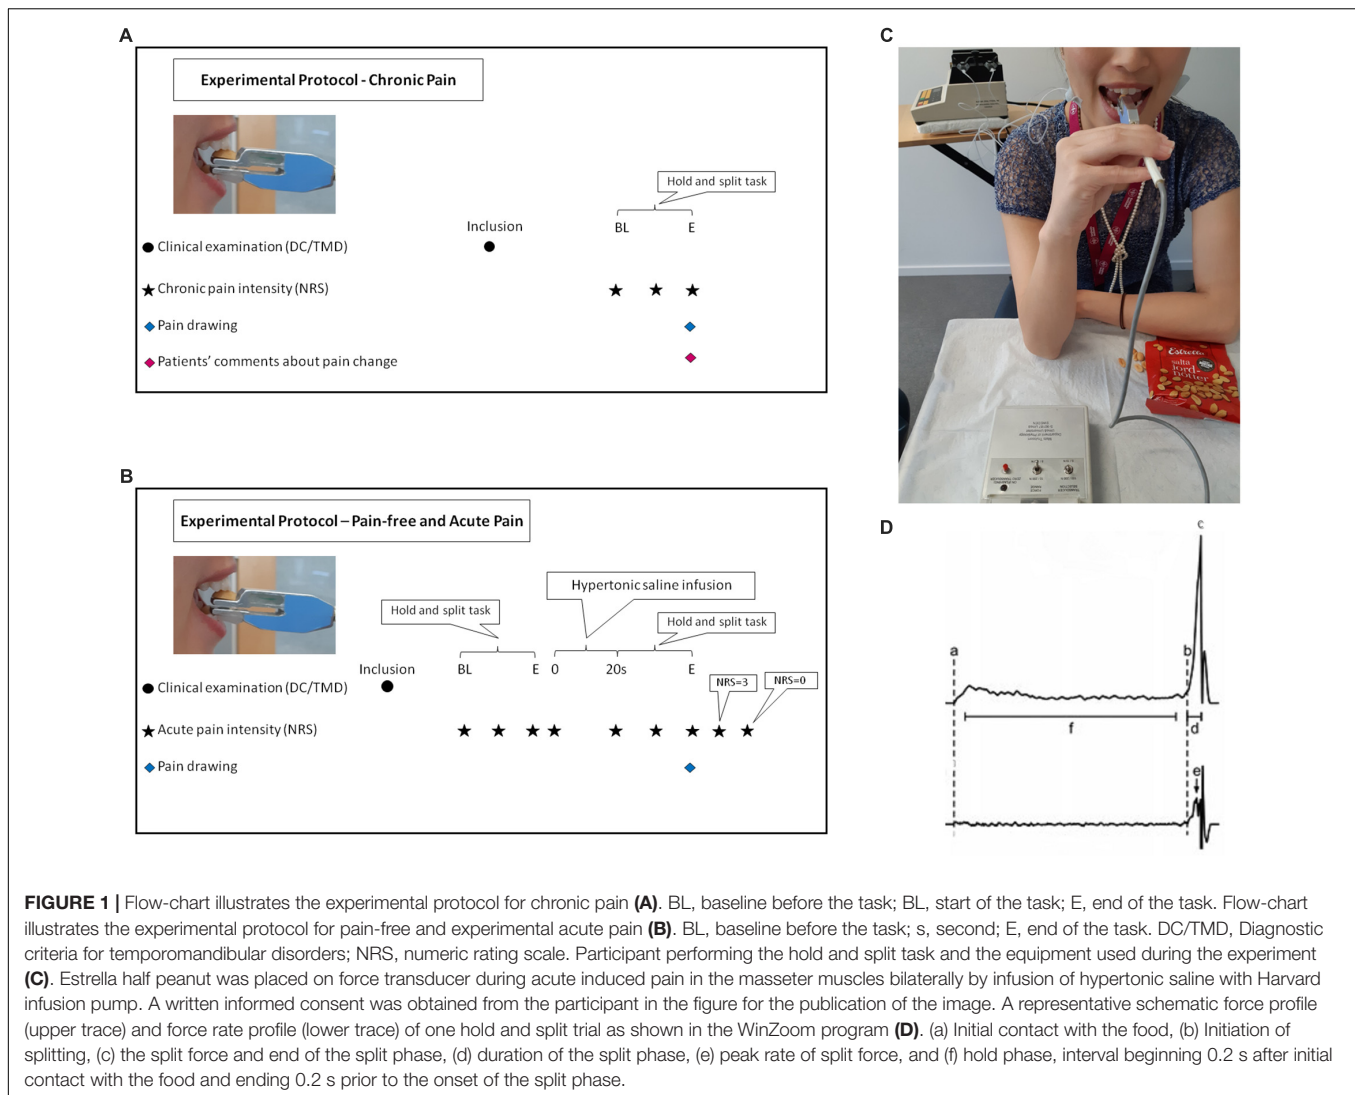 A
Experimental Protocol - Chronic Pain
Hold and split task
Inclusion
BL E
Clinical examination (DC/TMD)
Chronic pain intensity (NRS)
Pain drawing
Patients' comments about pain change
B
Experimental Protocol – Pain-free and Acute Pain
Hypertonic saline infusion
Hold and split task
Hold and split task
Inclusion
BL E 0 20s E
NRS=3
NRS=0
Clinical examination (DC/TMD)
Acute pain intensity (NRS)
Pain drawing
C
Estrella
salta
jord-
nötter
D
c
a
b
f
d
e
FIGURE 1 | Flow-chart illustrates the experimental protocol for chronic pain (A). BL, baseline before the task; BL, start of the task; E, end of the task. Flow-chart
illustrates the experimental protocol for pain-free and experimental acute pain (B). BL, baseline before the task; s, second; E, end of the task. DC/TMD, Diagnostic
criteria for temporomandibular disorders; NRS, numeric rating scale. Participant performing the hold and split task and the equipment used during the experiment
(C). Estrella half peanut was placed on force transducer during acute induced pain in the masseter muscles bilaterally by infusion of hypertonic saline with Harvard
infusion pump. A written informed consent was obtained from the participant in the figure for the publication of the image. A representative schematic force profile
(upper trace) and force rate profile (lower trace) of one hold and split trial as shown in the WinZoom program (D). (a) Initial contact with the food, (b) Initiation of
splitting, (c) the split force and end of the split phase, (d) duration of the split phase, (e) peak rate of split force, and (f) hold phase, interval beginning 0.2 s after initial
contact with the food and ending 0.2 s prior to the onset of the split phase.